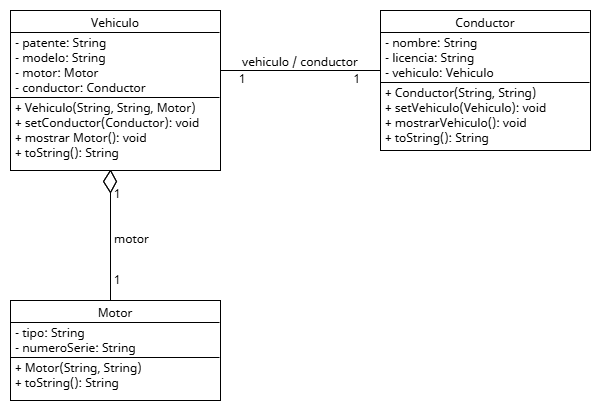 Vehiculo
- patente: String
- modelo: String
- motor: Motor
- conductor: Conductor
+ Vehiculo(String, String, Motor)
+ setConductor(Conductor): void
+ mostrar Motor(): void
+ toString(): String
vehiculo / conductor
1
1
Conductor
- nombre: String
- licencia: String
- vehiculo: Vehiculo
+ Conductor(String, String)
+ setVehiculo(Vehiculo): void
+ mostrarVehiculo(): void
+ toString(): String
1
motor
1
Motor
- tipo: String
- numeroSerie: String
+ Motor(String, String)
+ toString(): String